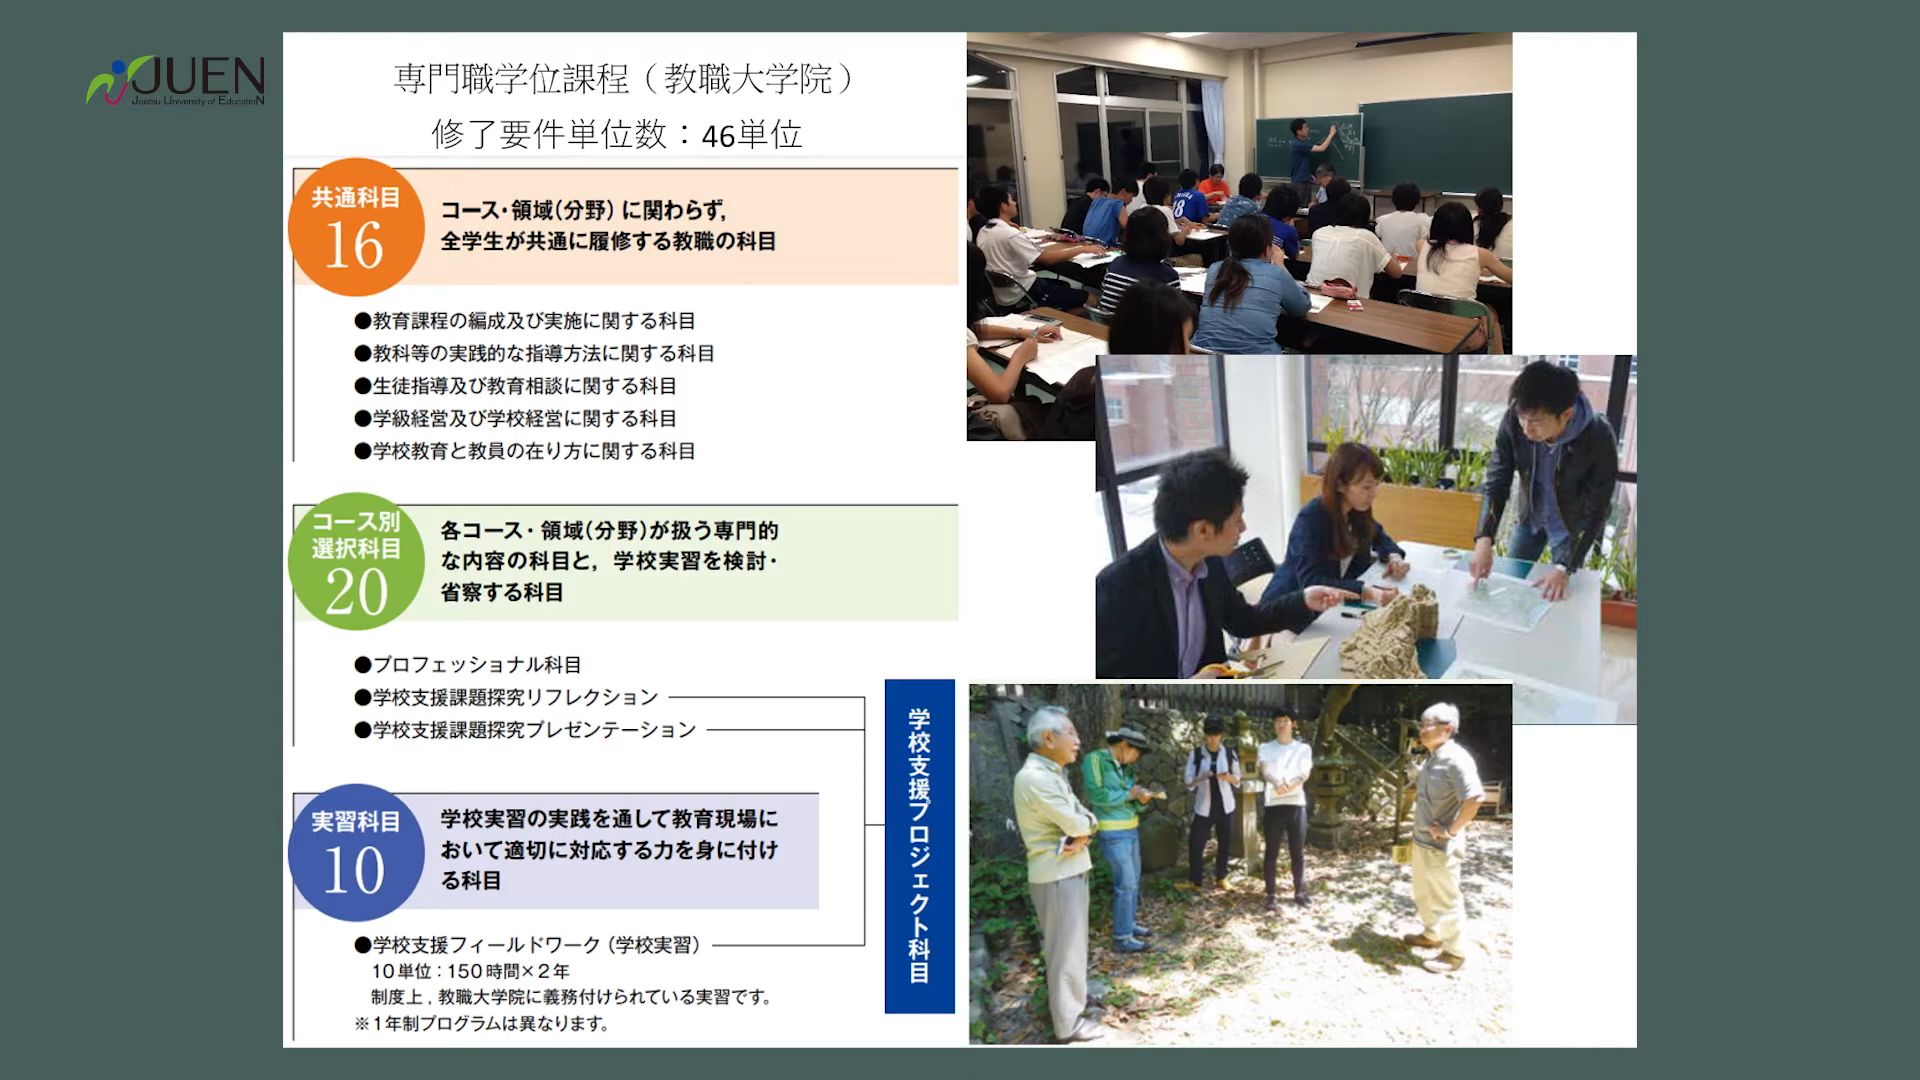 JUEN
Joetsu University of EducatioN
専門職学位課程（教職大学院）
修了要件単位数：46単位
共通科目
16
コース・領域（分野）に関わらず，
全学生が共通に履修する教職の科目
●教育課程の編成及び実施に関する科目
●教科等の実践的な指導方法に関する科目
●生徒指導及び教育相談に関する科目
●学級経営及び学校経営に関する科目
●学校教育と教員の在り方に関する科目
コース別
選択科目
20
各コース・領域（分野）が扱う専門的
な内容の科目と，学校実習を検討・
省察する科目
●プロフェッショナル科目
●学校支援課題探究リフレクション
●学校支援課題探究プレゼンテーション
実習科目
10
学校実習の実践を通して教育現場に
おいて適切に対応する力を身に付け
る科目
●学校支援フィールドワーク（学校実習）
10単位：150時間×2年
制度上，教職大学院に義務付けられている実習です。
※1年制プログラムは異なります。
学校支援プロジェクト科目
18